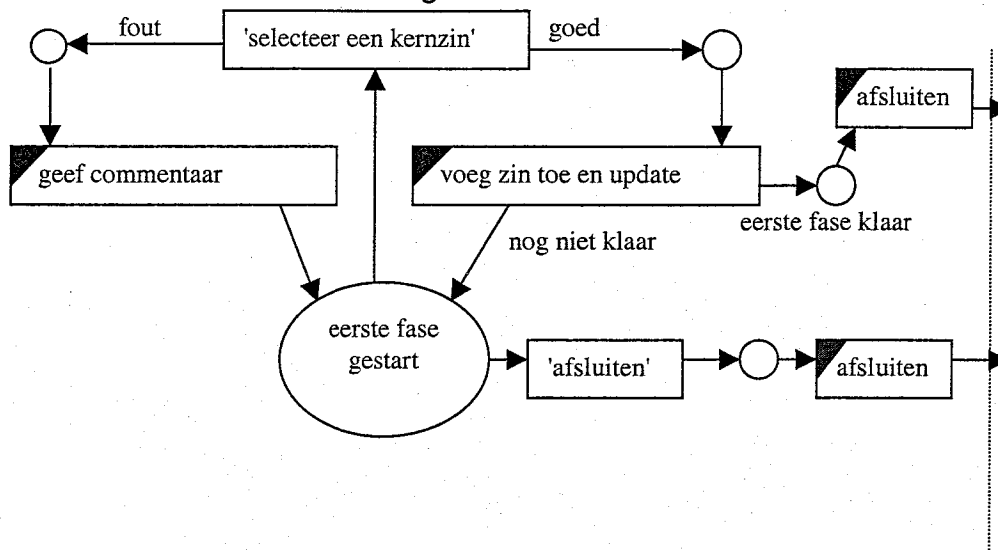 fout
'selecteer een kernzin'
goed
afsluiten
geef commentaar
voeg zin toe en update
eerste fase klaar
nog niet klaar
eerste fase
gestart
'afsluiten'
afsluiten